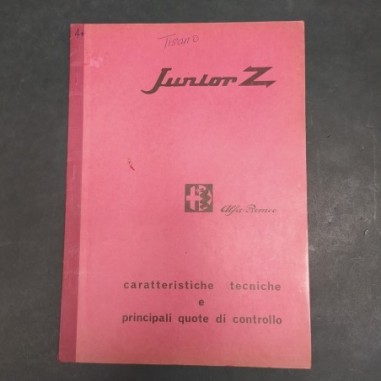 Junior Z
Alfa Romeo
caratteristiche tecniche
e
principali quote di controllo